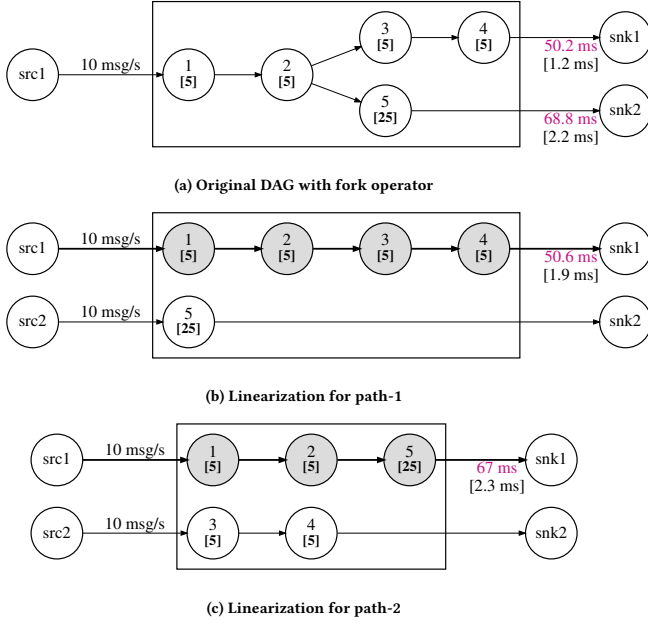 src1
10 msg/s
1
[5]
2
[5]
3
[5]
4
[5]
50.2 ms
[1.2 ms]
snk1
5
[25]
68.8 ms
[2.2 ms]
snk2
(a) Original DAG with fork operator
src1
10 msg/s
1
[5]
2
[5]
3
[5]
4
[5]
50.6 ms
[1.9 ms]
snk1
src2
10 msg/s
5
[25]
snk2
(b) Linearization for path-1
src1
10 msg/s
1
[5]
2
[5]
5
[25]
67 ms
[2.3 ms]
snk1
src2
10 msg/s
3
[5]
4
[5]
snk2
(c) Linearization for path-2